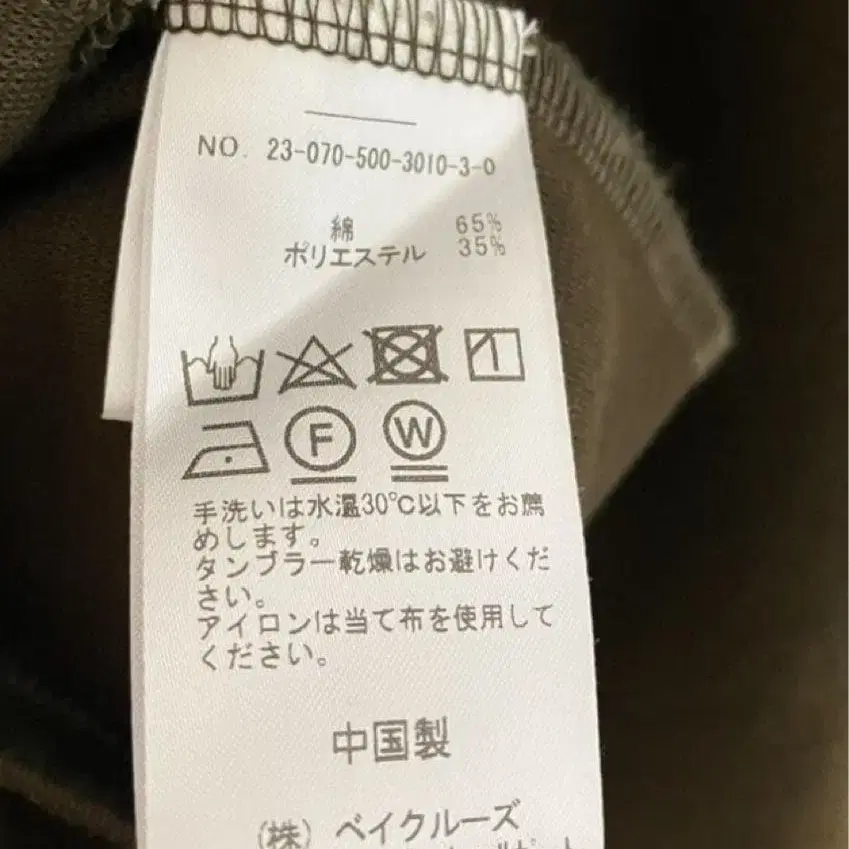 NO. 23-070-500-3010-3-0
綿 65%
ポリエステル 35%
F W
手洗いは水温30℃以下をお薦
めします。
タンブラー乾燥はお避けくだ
さい。
アイロンは当て布を使用して
ください。
中国製
(株) ベイクルーズ